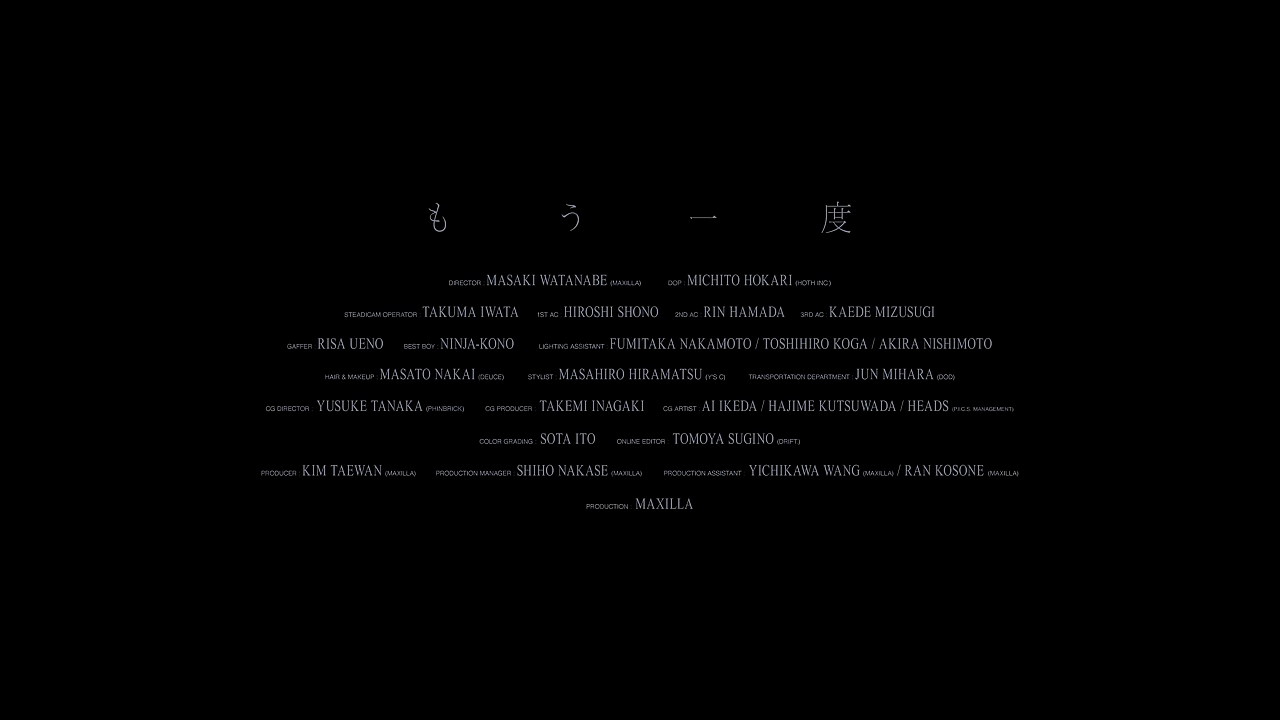 もう一度
DIRECTOR : MASAKI WATANABE (MAXILLA) DOP : MICHITO HOKARI (HOTH INC.)
STEADICAM OPERATOR : TAKUMA IWATA 1ST AC : HIROSHI SHONO 2ND AC : RIN HAMADA 3RD AC : KAEDE MIZUSUGI
GAFFER : RISA UENO BEST BOY : NINJA-KONO LIGHTING ASSISTANT : FUMITAKA NAKAMOTO / TOSHIHIRO KOGA / AKIRA NISHIMOTO
HAIR & MAKEUP : MASATO NAKAI (DEUCE) STYLIST : MASAHIRO HIRAMATSU (Y'S C) TRANSPORTATION DEPARTMENT : JUN MIHARA (DOD)
CG DIRECTOR : YUSUKE TANAKA (PHINBRICK) CG PRODUCER : TAKEMI INAGAKI CG ARTIST : AI IKEDA / HAJIME KUTSUWADA / HEADS (P.I.C.S. MANAGEMENT)
COLOR GRADING : SOTA ITO ONLINE EDITOR : TOMOYA SUGINO (DRIFT.)
PRODUCER : KIM TAEWAN (MAXILLA) PRODUCTION MANAGER : SHIHO NAKASE (MAXILLA) PRODUCTION ASSISTANT : YICHIKAWA WANG (MAXILLA) / RAN KOSONE (MAXILLA)
PRODUCTION : MAXILLA